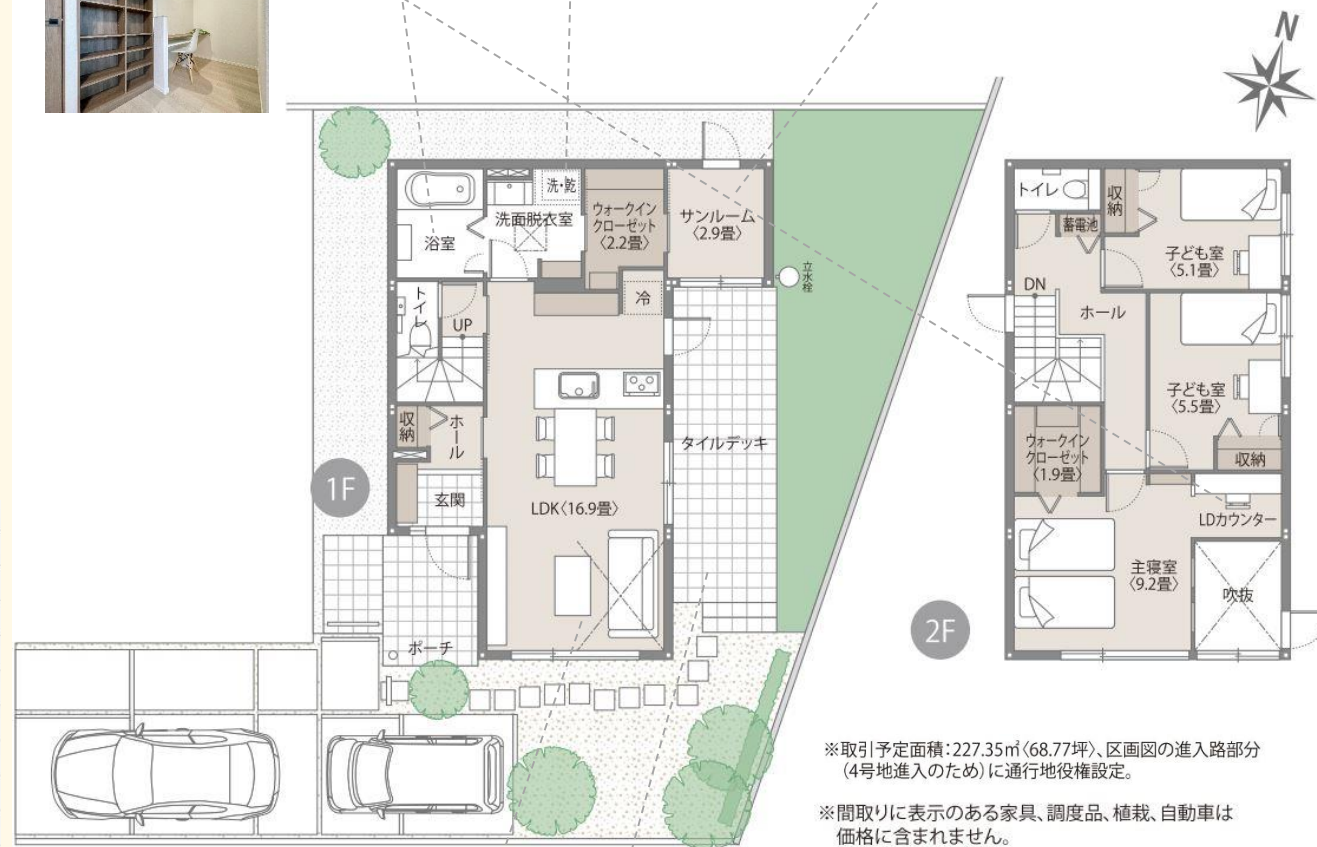 N
洗・乾
洗面脱衣室
浴室
ウォークイン
クローゼット
〈2.2畳〉
サンルーム
〈2.9畳〉
立水栓
トイレ
UP
冷
収納
ホール
玄関
LDK〈16.9畳〉
タイルデッキ
ポーチ
1F
トイレ
収納
蓄電池
子ども室
〈5.1畳〉
DN
ホール
子ども室
〈5.5畳〉
収納
ウォークイン
クローゼット
〈1.9畳〉
LDカウンター
主寝室
〈9.2畳〉
吹抜
2F
※取引予定面積:227.35㎡〈68.77坪〉、区画図の進入路部分
(4号地進入のため)に通行地役権設定。
※間取りに表示のある家具、調度品、植栽、自動車は
価格に含まれません。